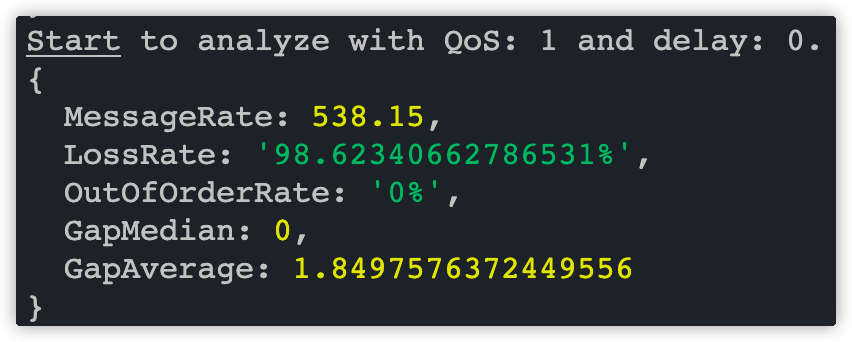 Start to analyze with QoS: 1 and delay: 0.
{
MessageRate: 538.15,
LossRate: '98.62340662786531%',
OutOfOrderRate: '0%',
GapMedian: 0,
GapAverage: 1.8497576372449556
}